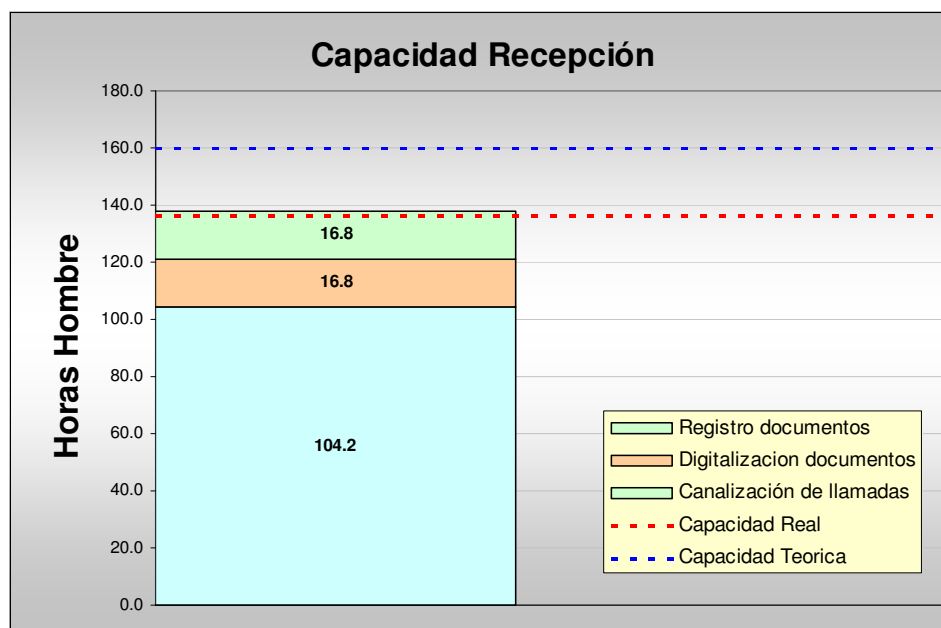 Capacidad Recepción
Horas Hombre
180.0
160.0
140.0
120.0
100.0
80.0
60.0
40.0
20.0
0.0
16.8
16.8
104.2
Registro documentos
Digitalizacion documentos
Canalización de llamadas
Capacidad Real
Capacidad Teorica